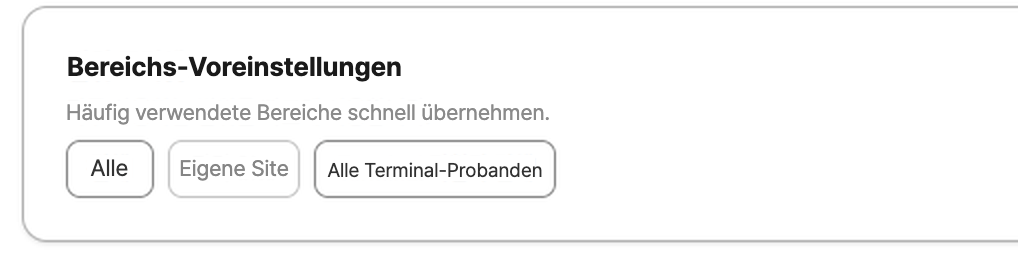 Bereichs-Voreinstellungen
Häufig verwendete Bereiche schnell übernehmen.
Alle Eigene Site Alle Terminal-Probanden